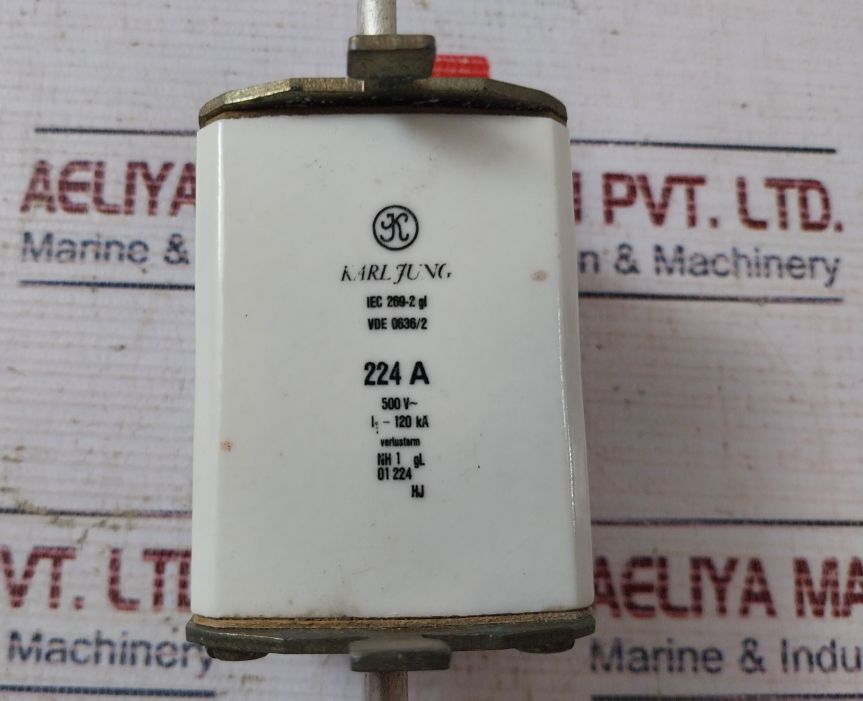 AELIYA
PVT. LTD.
Marine &
n & Machinery
K
KARL JUNG
IEC 269-2 gl
VDE 0636/2
224 A
500 V~
I₁ - 120 kA
verlustarm
NH 1 gL
01 224
HJ
VT. LTD
AELIYA MA
Machinery
Marine & Indu